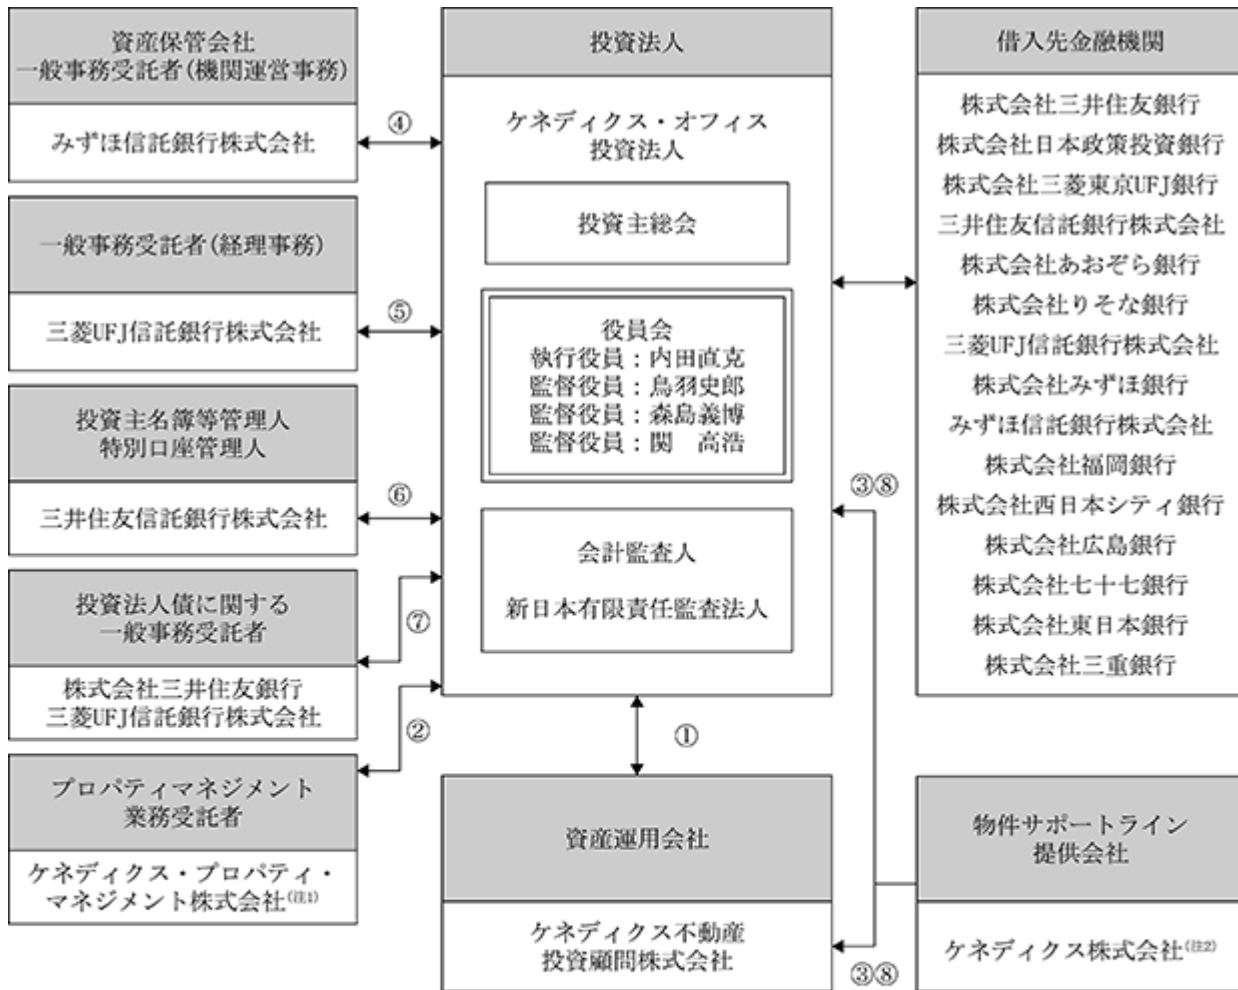 資産保管会社
一般事務受託者(機関運営事務)
みずほ信託銀行株式会社
④
一般事務受託者(経理事務)
三菱UFJ信託銀行株式会社
⑤
投資主名簿等管理人
特別口座管理人
三井住友信託銀行株式会社
⑥
投資法人債に関する
一般事務受託者
株式会社三井住友銀行
三菱UFJ信託銀行株式会社
⑦
プロパティマネジメント
業務受託者
ケネディクス・プロパティ・
マネジメント株式会社(注1)
②
投資法人
ケネディクス・オフィス
投資法人
投資主総会
役員会
執行役員：内田直克
監督役員：鳥羽史郎
監督役員：森島義博
監督役員：関　高浩
会計監査人
新日本有限責任監査法人
①
資産運用会社
ケネディクス不動産
投資顧問株式会社
③⑧
③⑧
借入先金融機関
株式会社三井住友銀行
株式会社日本政策投資銀行
株式会社三菱東京UFJ銀行
三井住友信託銀行株式会社
株式会社あおぞら銀行
株式会社りそな銀行
三菱UFJ信託銀行株式会社
株式会社みずほ銀行
みずほ信託銀行株式会社
株式会社福岡銀行
株式会社西日本シティ銀行
株式会社広島銀行
株式会社七十七銀行
株式会社東日本銀行
株式会社三重銀行
物件サポートライン
提供会社
ケネディクス株式会社(注2)